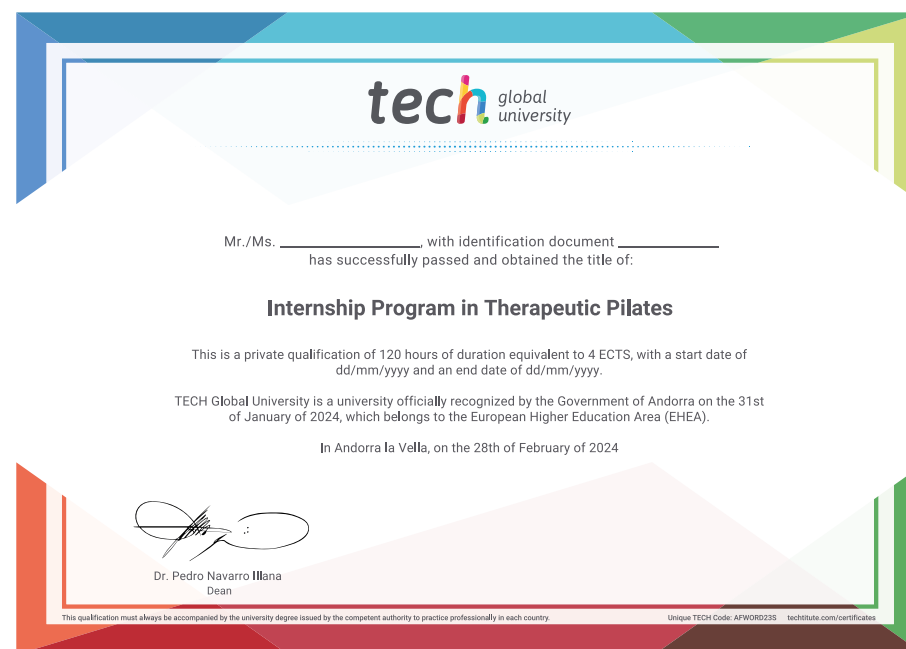 tech global
university
Mr./Ms. ____________________, with identification document ______________
has successfully passed and obtained the title of:
Internship Program in Therapeutic Pilates
This is a private qualification of 120 hours of duration equivalent to 4 ECTS, with a start date of
dd/mm/yyyy and an end date of dd/mm/yyyy.
TECH Global University is a university officially recognized by the Government of Andorra on the 31st
of January of 2024, which belongs to the European Higher Education Area (EHEA).
In Andorra la Vella, on the 28th of February of 2024
Dr. Pedro Navarro Illana
Dean
This qualification must always be accompanied by the university degree issued by the competent authority to practice professionally in each country.
Unique TECH Code: AFWORD23S techtitute.com/certificates